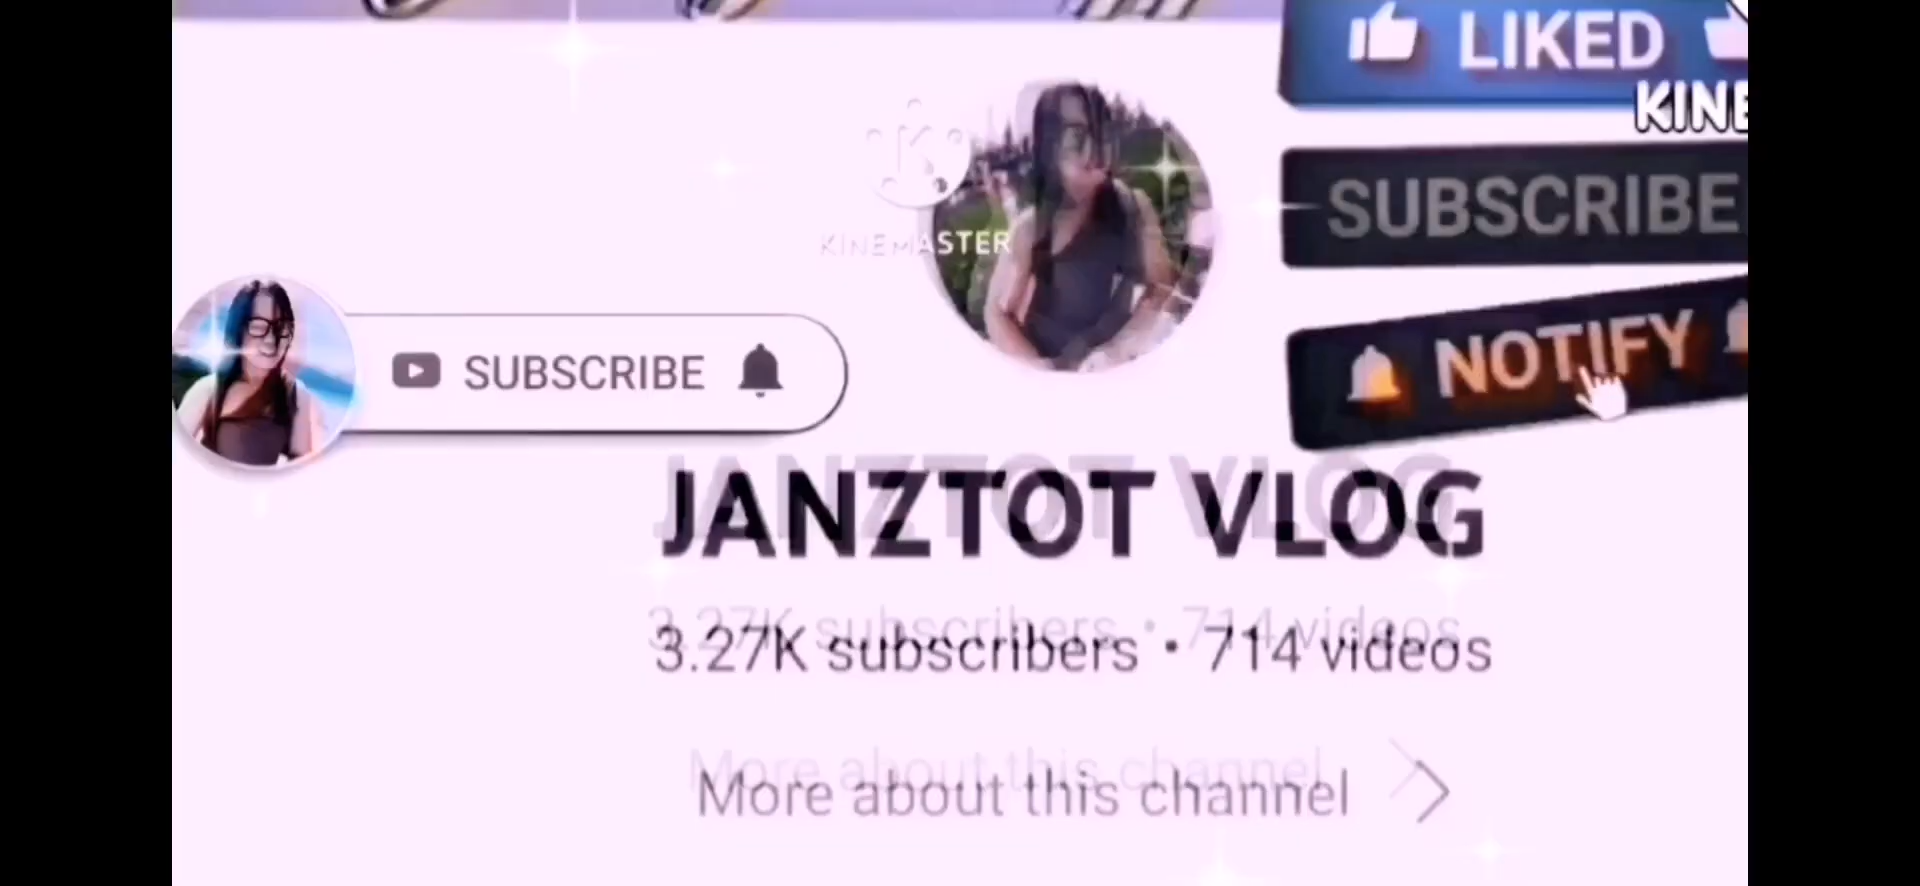 LIKED
KINE
SUBSCRIBE
KINEMASTER
NOTIFY
SUBSCRIBE
JANZTOT VLOG
3.27K subscribers • 714 videos
More about this channel